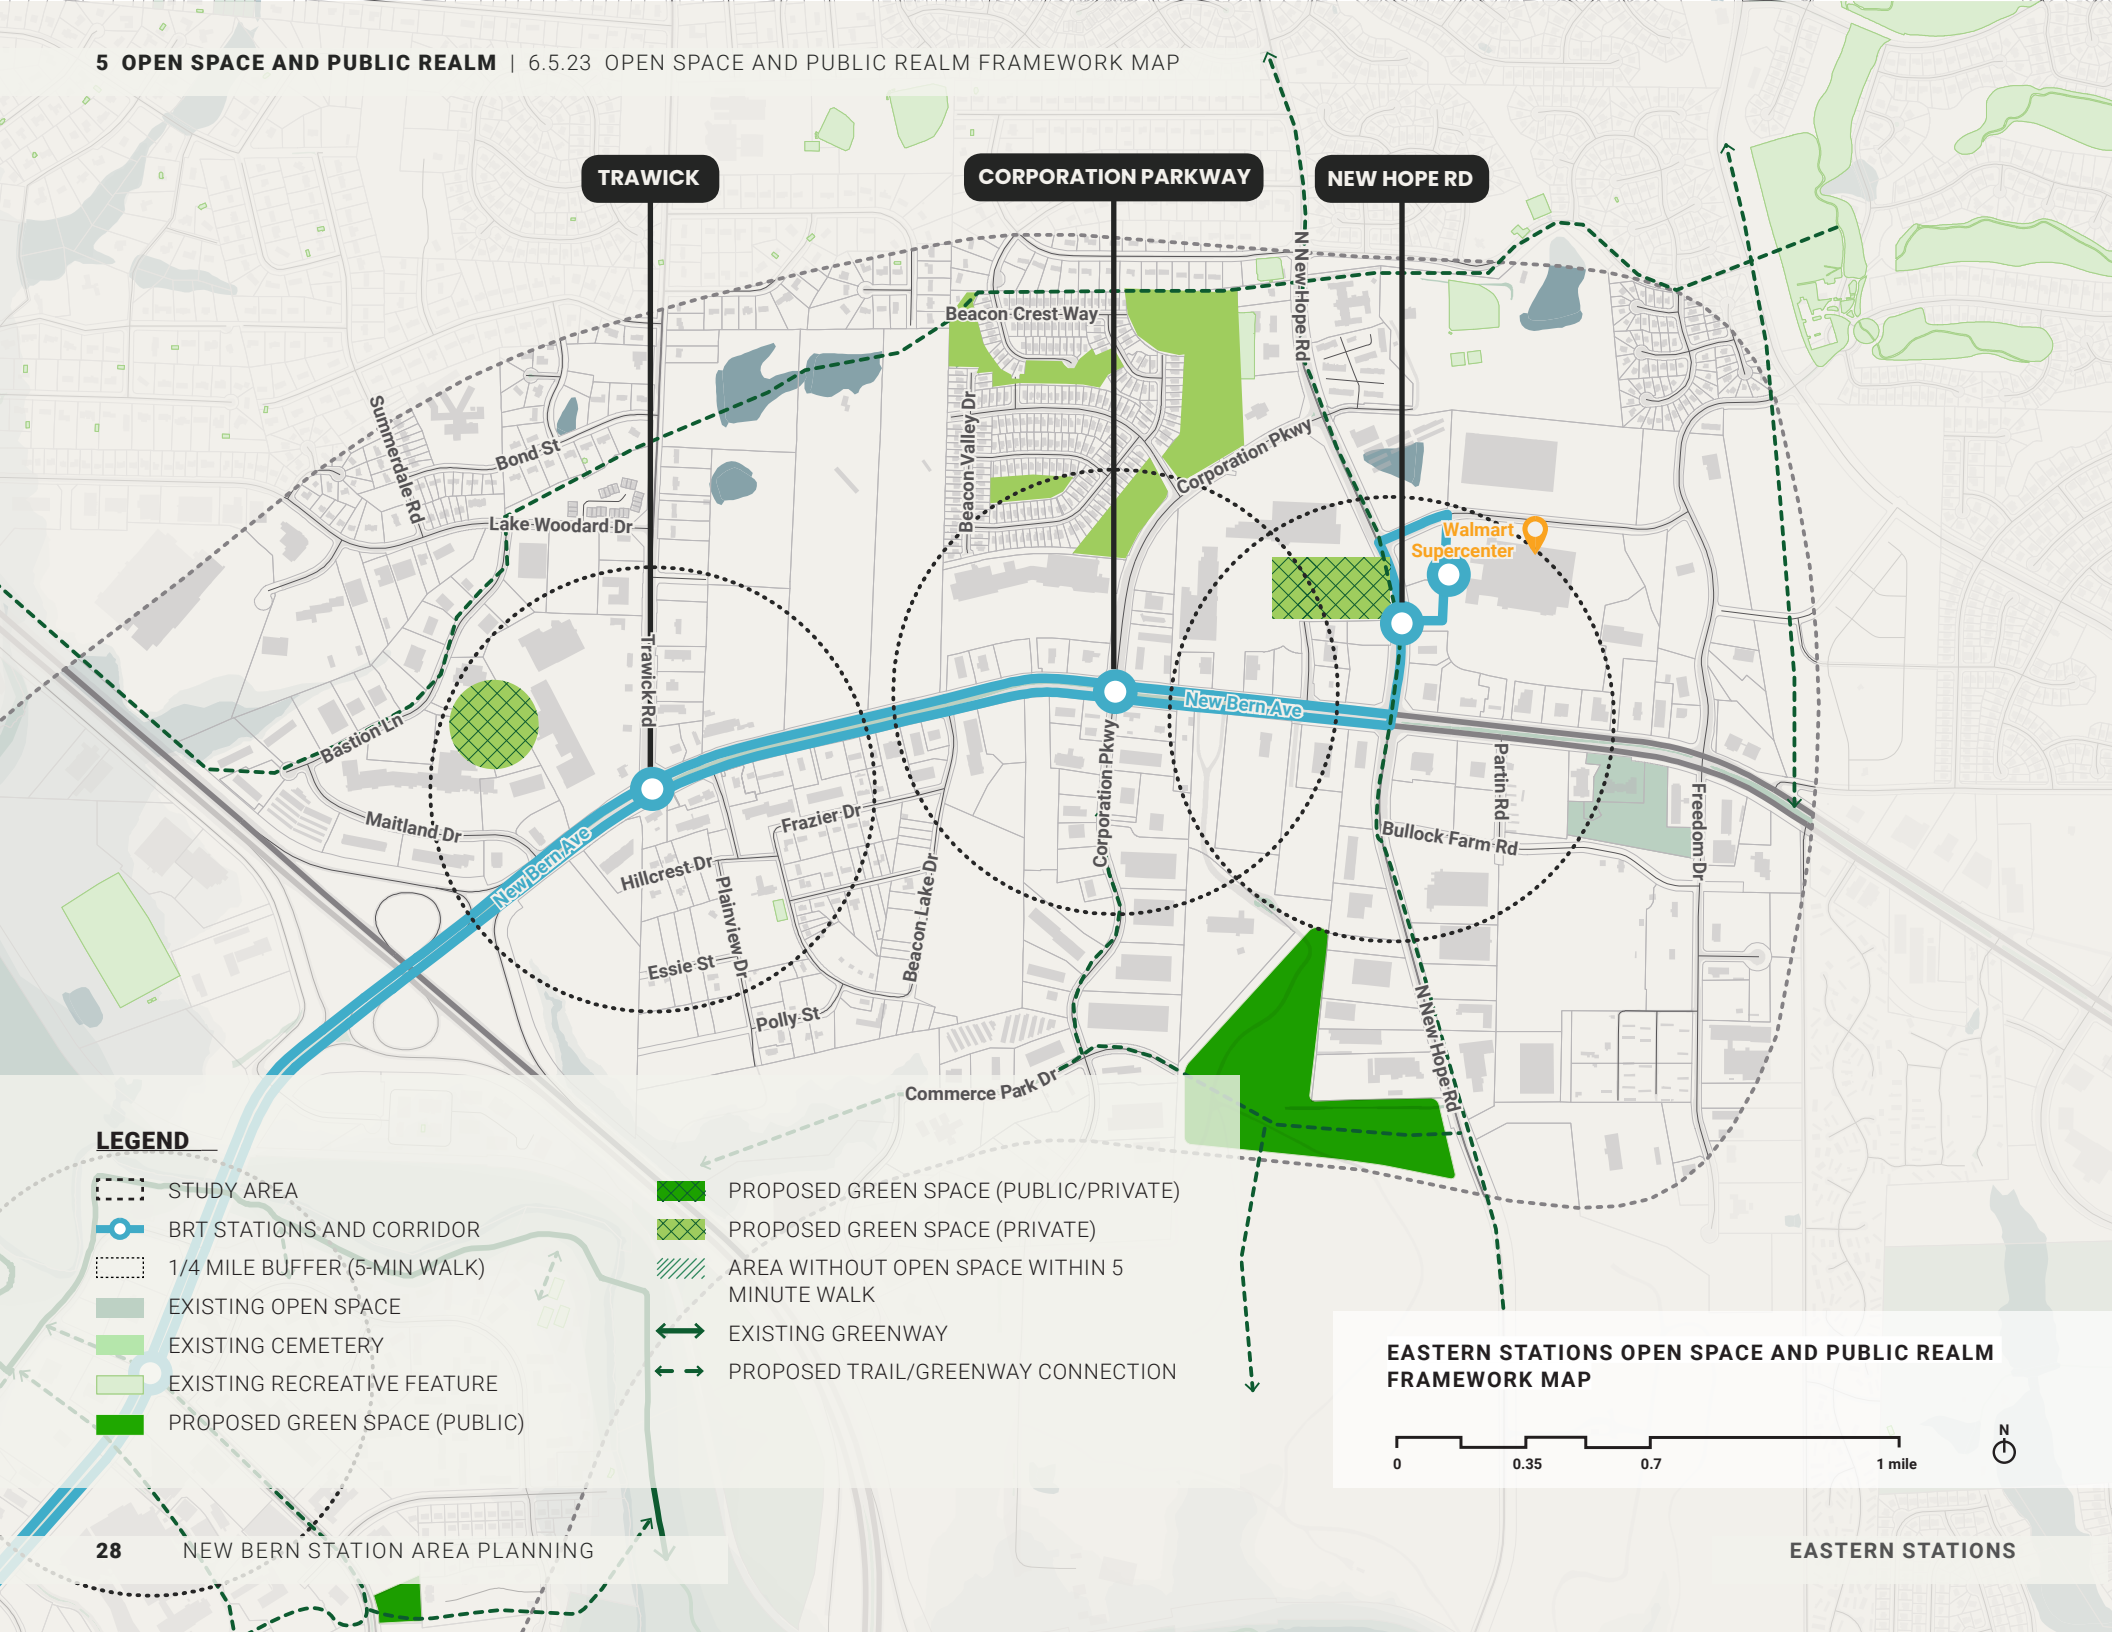 5 OPEN SPACE AND PUBLIC REALM | 6.5.23 OPEN SPACE AND PUBLIC REALM FRAMEWORK MAP
TRAWICK
CORPORATION PARKWAY
NEW HOPE RD
N New Hope Rd
Beacon Crest Way
Summerdale Rd
Bond St
Beacon Valley Dr
Corporation Pkwy
Lake Woodard Dr
Walmart
Supercenter
Trawick Rd
New Bern Ave
Bastion Ln
Corporation Pkwy
Partin Rd
Freedom Dr
Maitland Dr
Frazier Dr
Bullock Farm Rd
New Bern Ave
Hillcrest Dr
Plainview Dr
Beacon Lake Dr
Essie St
Polly St
N New Hope Rd
Commerce Park Dr
LEGEND
STUDY AREA
BRT STATIONS AND CORRIDOR
1/4 MILE BUFFER (5-MIN WALK)
EXISTING OPEN SPACE
EXISTING CEMETERY
EXISTING RECREATIVE FEATURE
PROPOSED GREEN SPACE (PUBLIC)
PROPOSED GREEN SPACE (PUBLIC/PRIVATE)
PROPOSED GREEN SPACE (PRIVATE)
AREA WITHOUT OPEN SPACE WITHIN 5
MINUTE WALK
EXISTING GREENWAY
PROPOSED TRAIL/GREENWAY CONNECTION
EASTERN STATIONS OPEN SPACE AND PUBLIC REALM
FRAMEWORK MAP
N
0 0.35 0.7 1 mile
28 NEW BERN STATION AREA PLANNING
EASTERN STATIONS